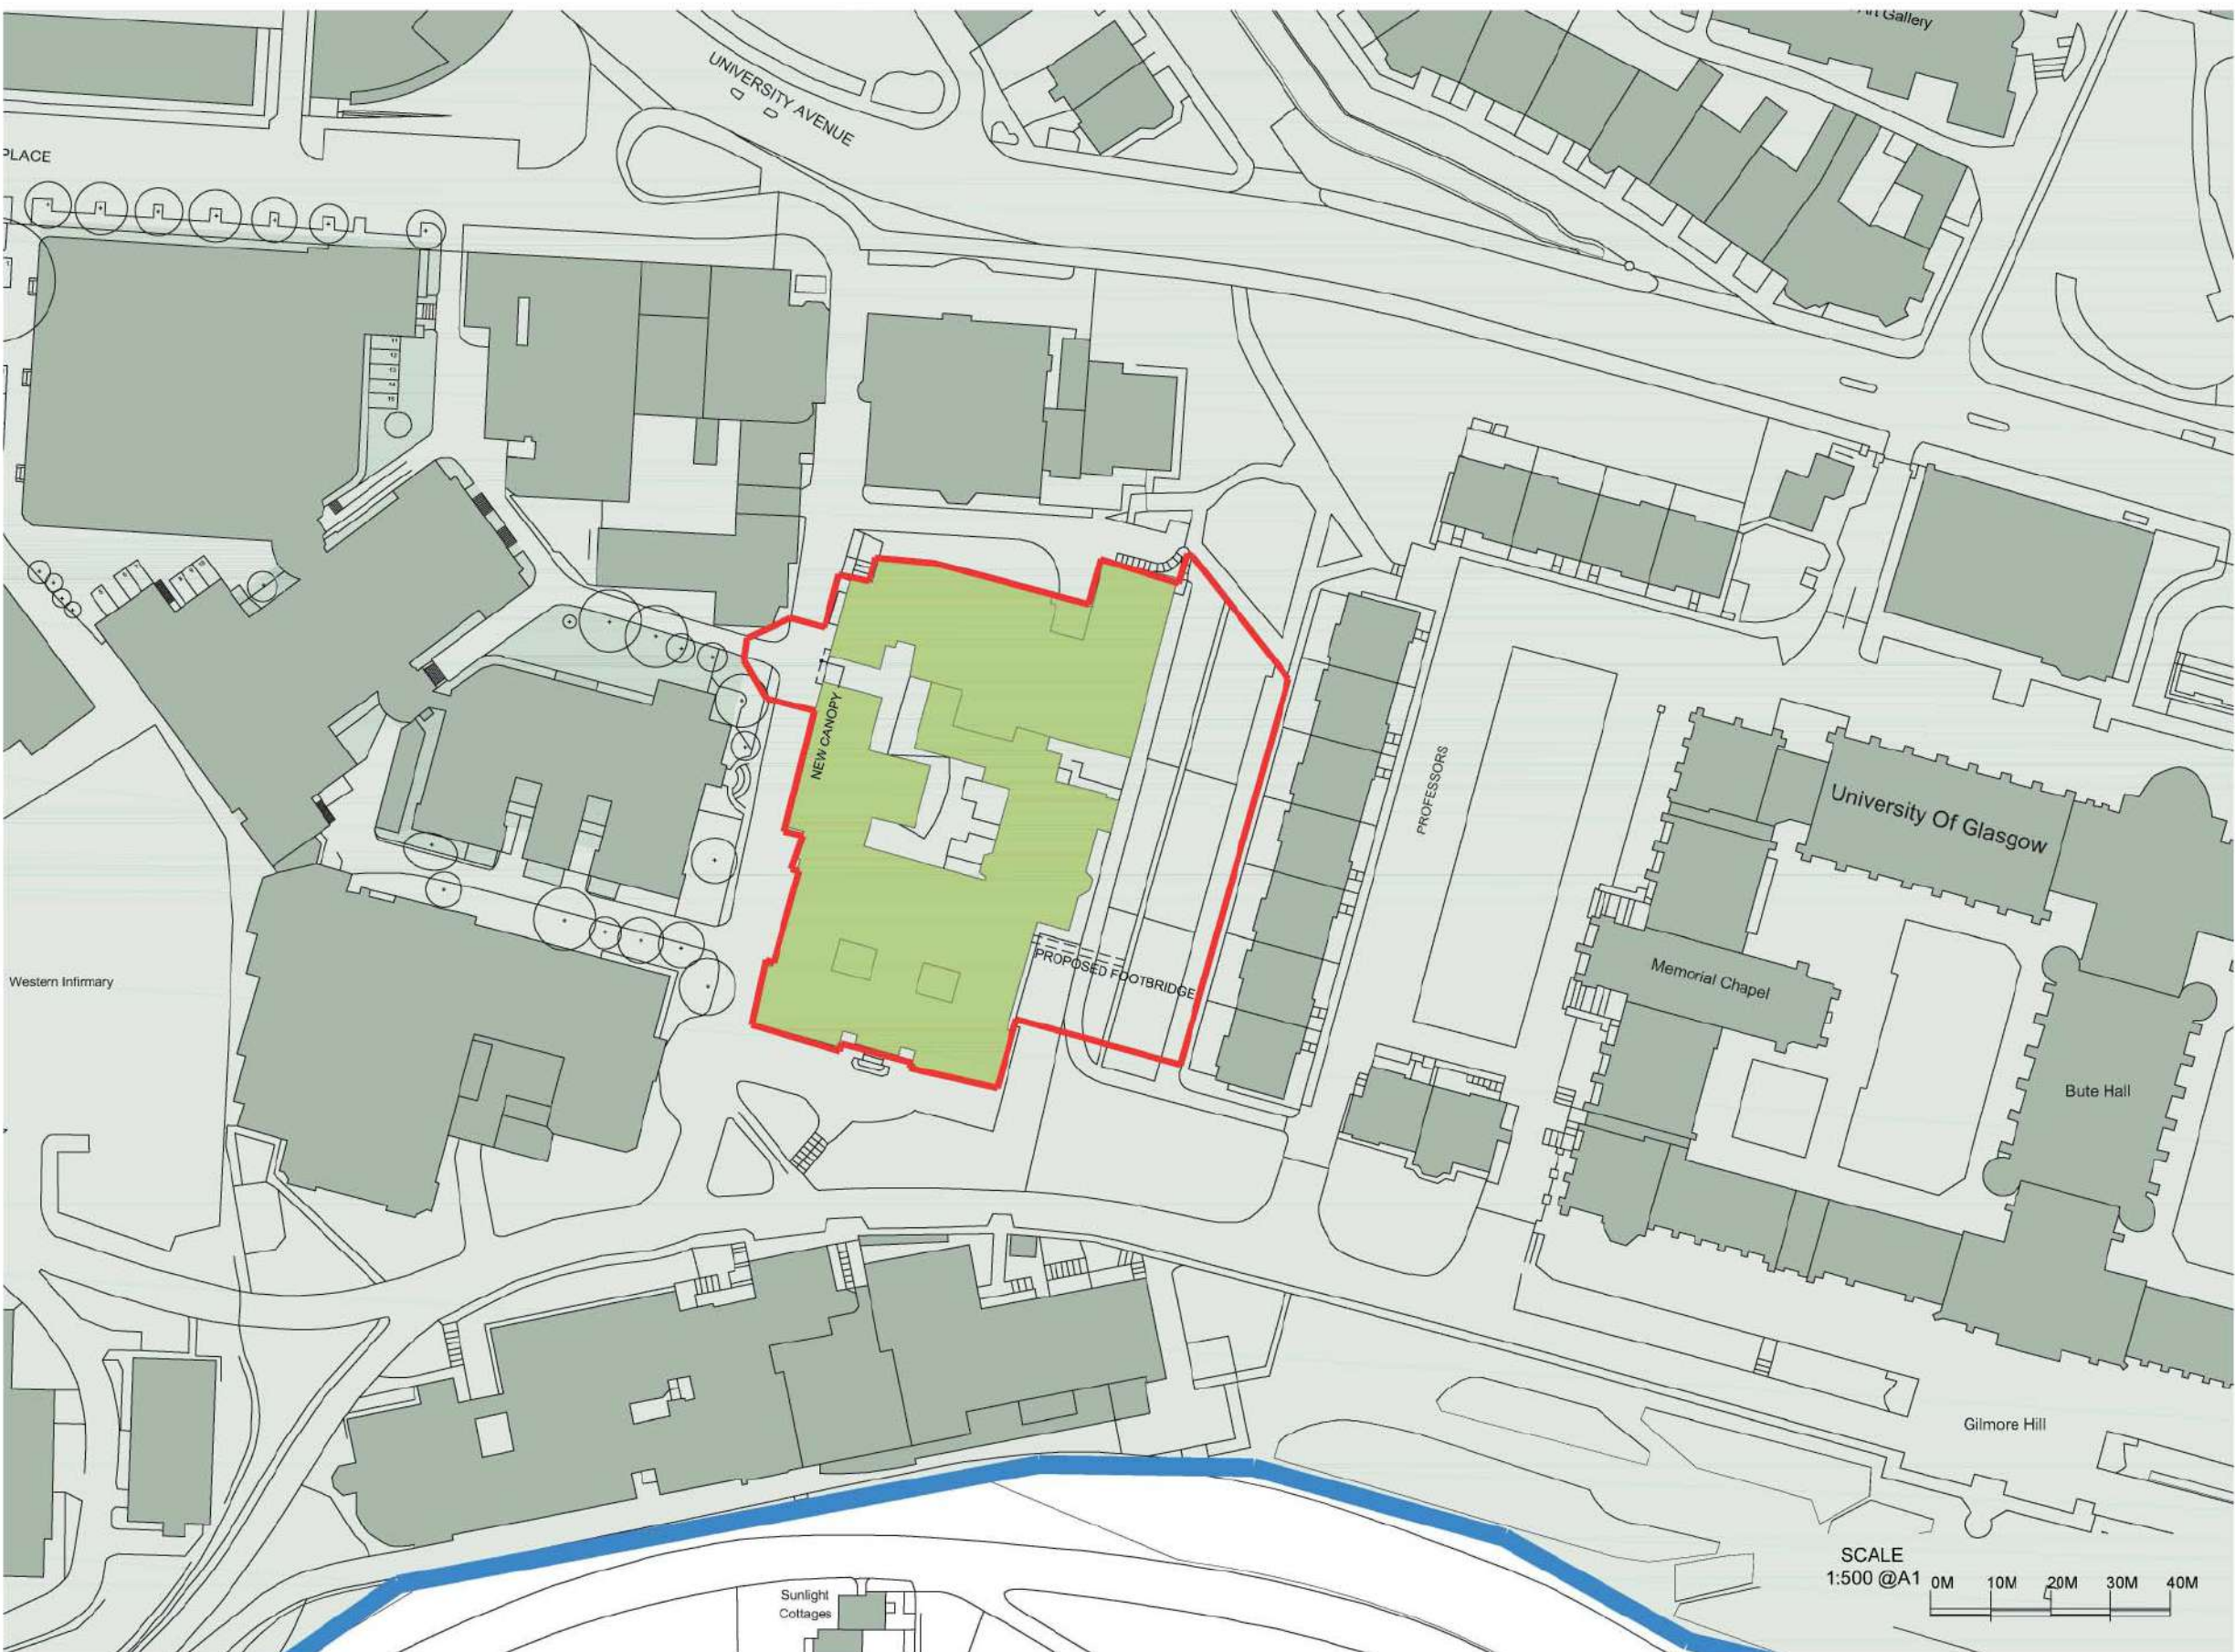 Art Gallery
UNIVERSITY AVENUE
PLACE
NEW CANOPY
PROFESSORS
University Of Glasgow
PROPOSED FOOTBRIDGE
Memorial Chapel
Western Infirmary
Bute Hall
Gilmore Hill
SCALE
1:500 @A1
0M 10M 20M 30M 40M
Sunlight
Cottages